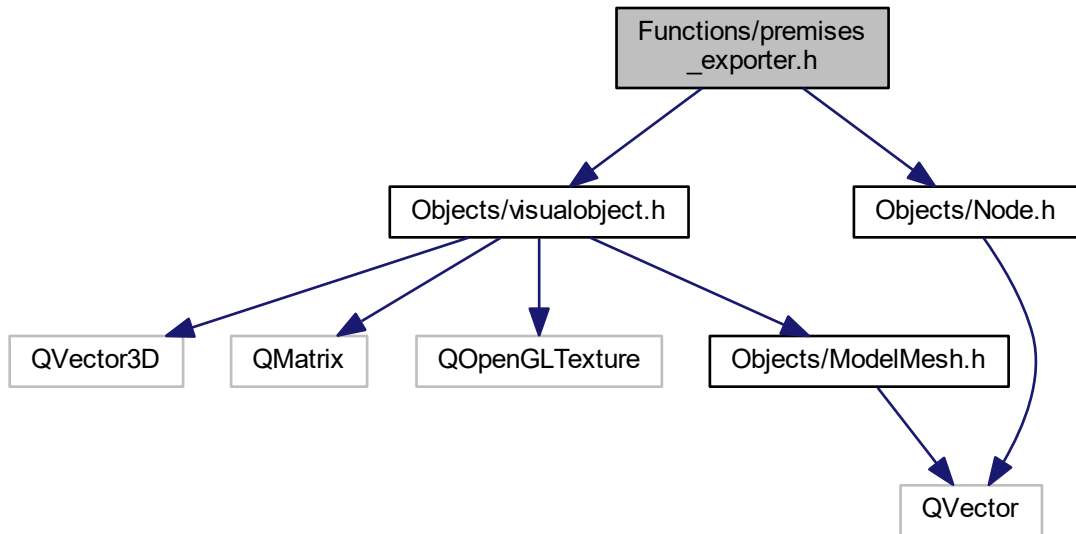 Functions/premises
_exporter.h
Objects/visualobject.h
Objects/Node.h
QVector3D
QMatrix
QOpenGLTexture
Objects/ModelMesh.h
QVector